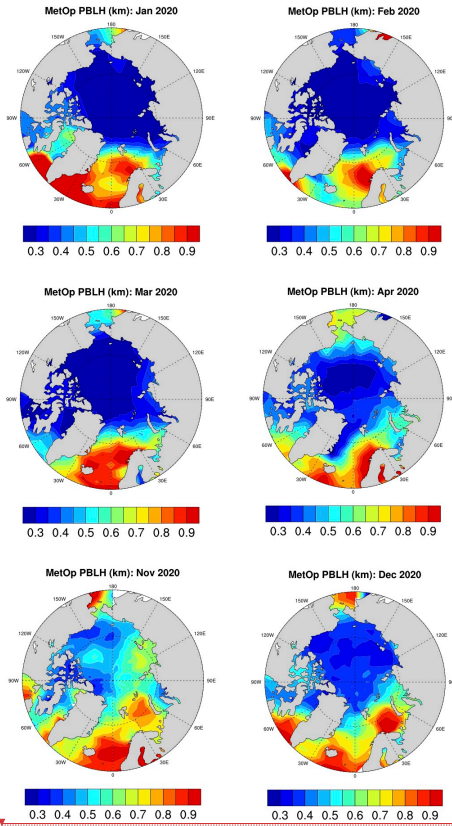 MetOp PBLH (km): Jan 2020
180
150W
150E
120W
120E
90W
90E
60W
60E
30W
30E
0
0.3 0.4 0.5 0.6 0.7 0.8 0.9
MetOp PBLH (km): Feb 2020
180
150W
150E
120W
120E
90W
90E
60W
60E
30W
30E
0
0.3 0.4 0.5 0.6 0.7 0.8 0.9
MetOp PBLH (km): Mar 2020
180
150W
150E
120W
120E
90W
90E
60W
60E
30W
30E
0
0.3 0.4 0.5 0.6 0.7 0.8 0.9
MetOp PBLH (km): Apr 2020
180
150W
150E
120W
120E
90W
90E
60W
60E
30W
30E
0
0.3 0.4 0.5 0.6 0.7 0.8 0.9
MetOp PBLH (km): Nov 2020
180
150W
150E
120W
120E
90W
90E
60W
60E
30W
30E
0
0.3 0.4 0.5 0.6 0.7 0.8 0.9
MetOp PBLH (km): Dec 2020
180
150W
150E
120W
120E
90W
90E
60W
60E
30W
30E
0
0.3 0.4 0.5 0.6 0.7 0.8 0.9